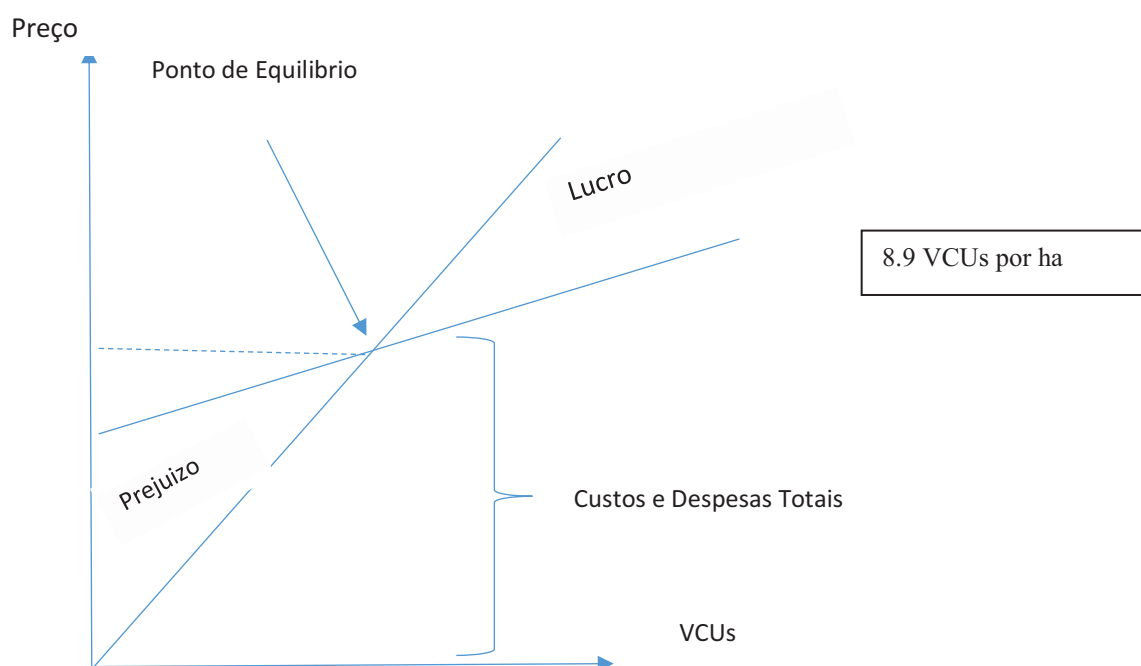 Preço
Ponto de Equilibrio
Lucro
8.9 VCUs por ha
Prejuizo
Custos e Despesas Totais
VCUs